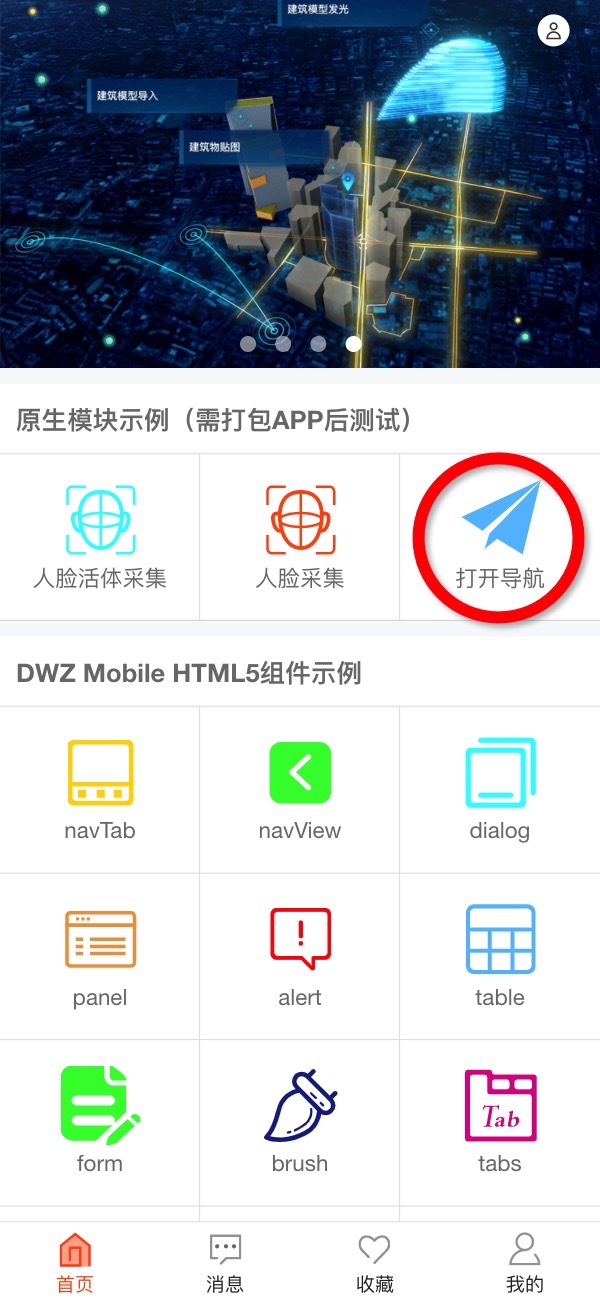 建筑模型发光
建筑模型导入
建筑物贴图
原生模块示例（需打包APP后测试）
人脸活体采集
人脸采集
打开导航
DWZ Mobile HTML5组件示例
navTab
navView
dialog
panel
alert
table
form
brush
Tab
tabs
首页
消息
收藏
我的